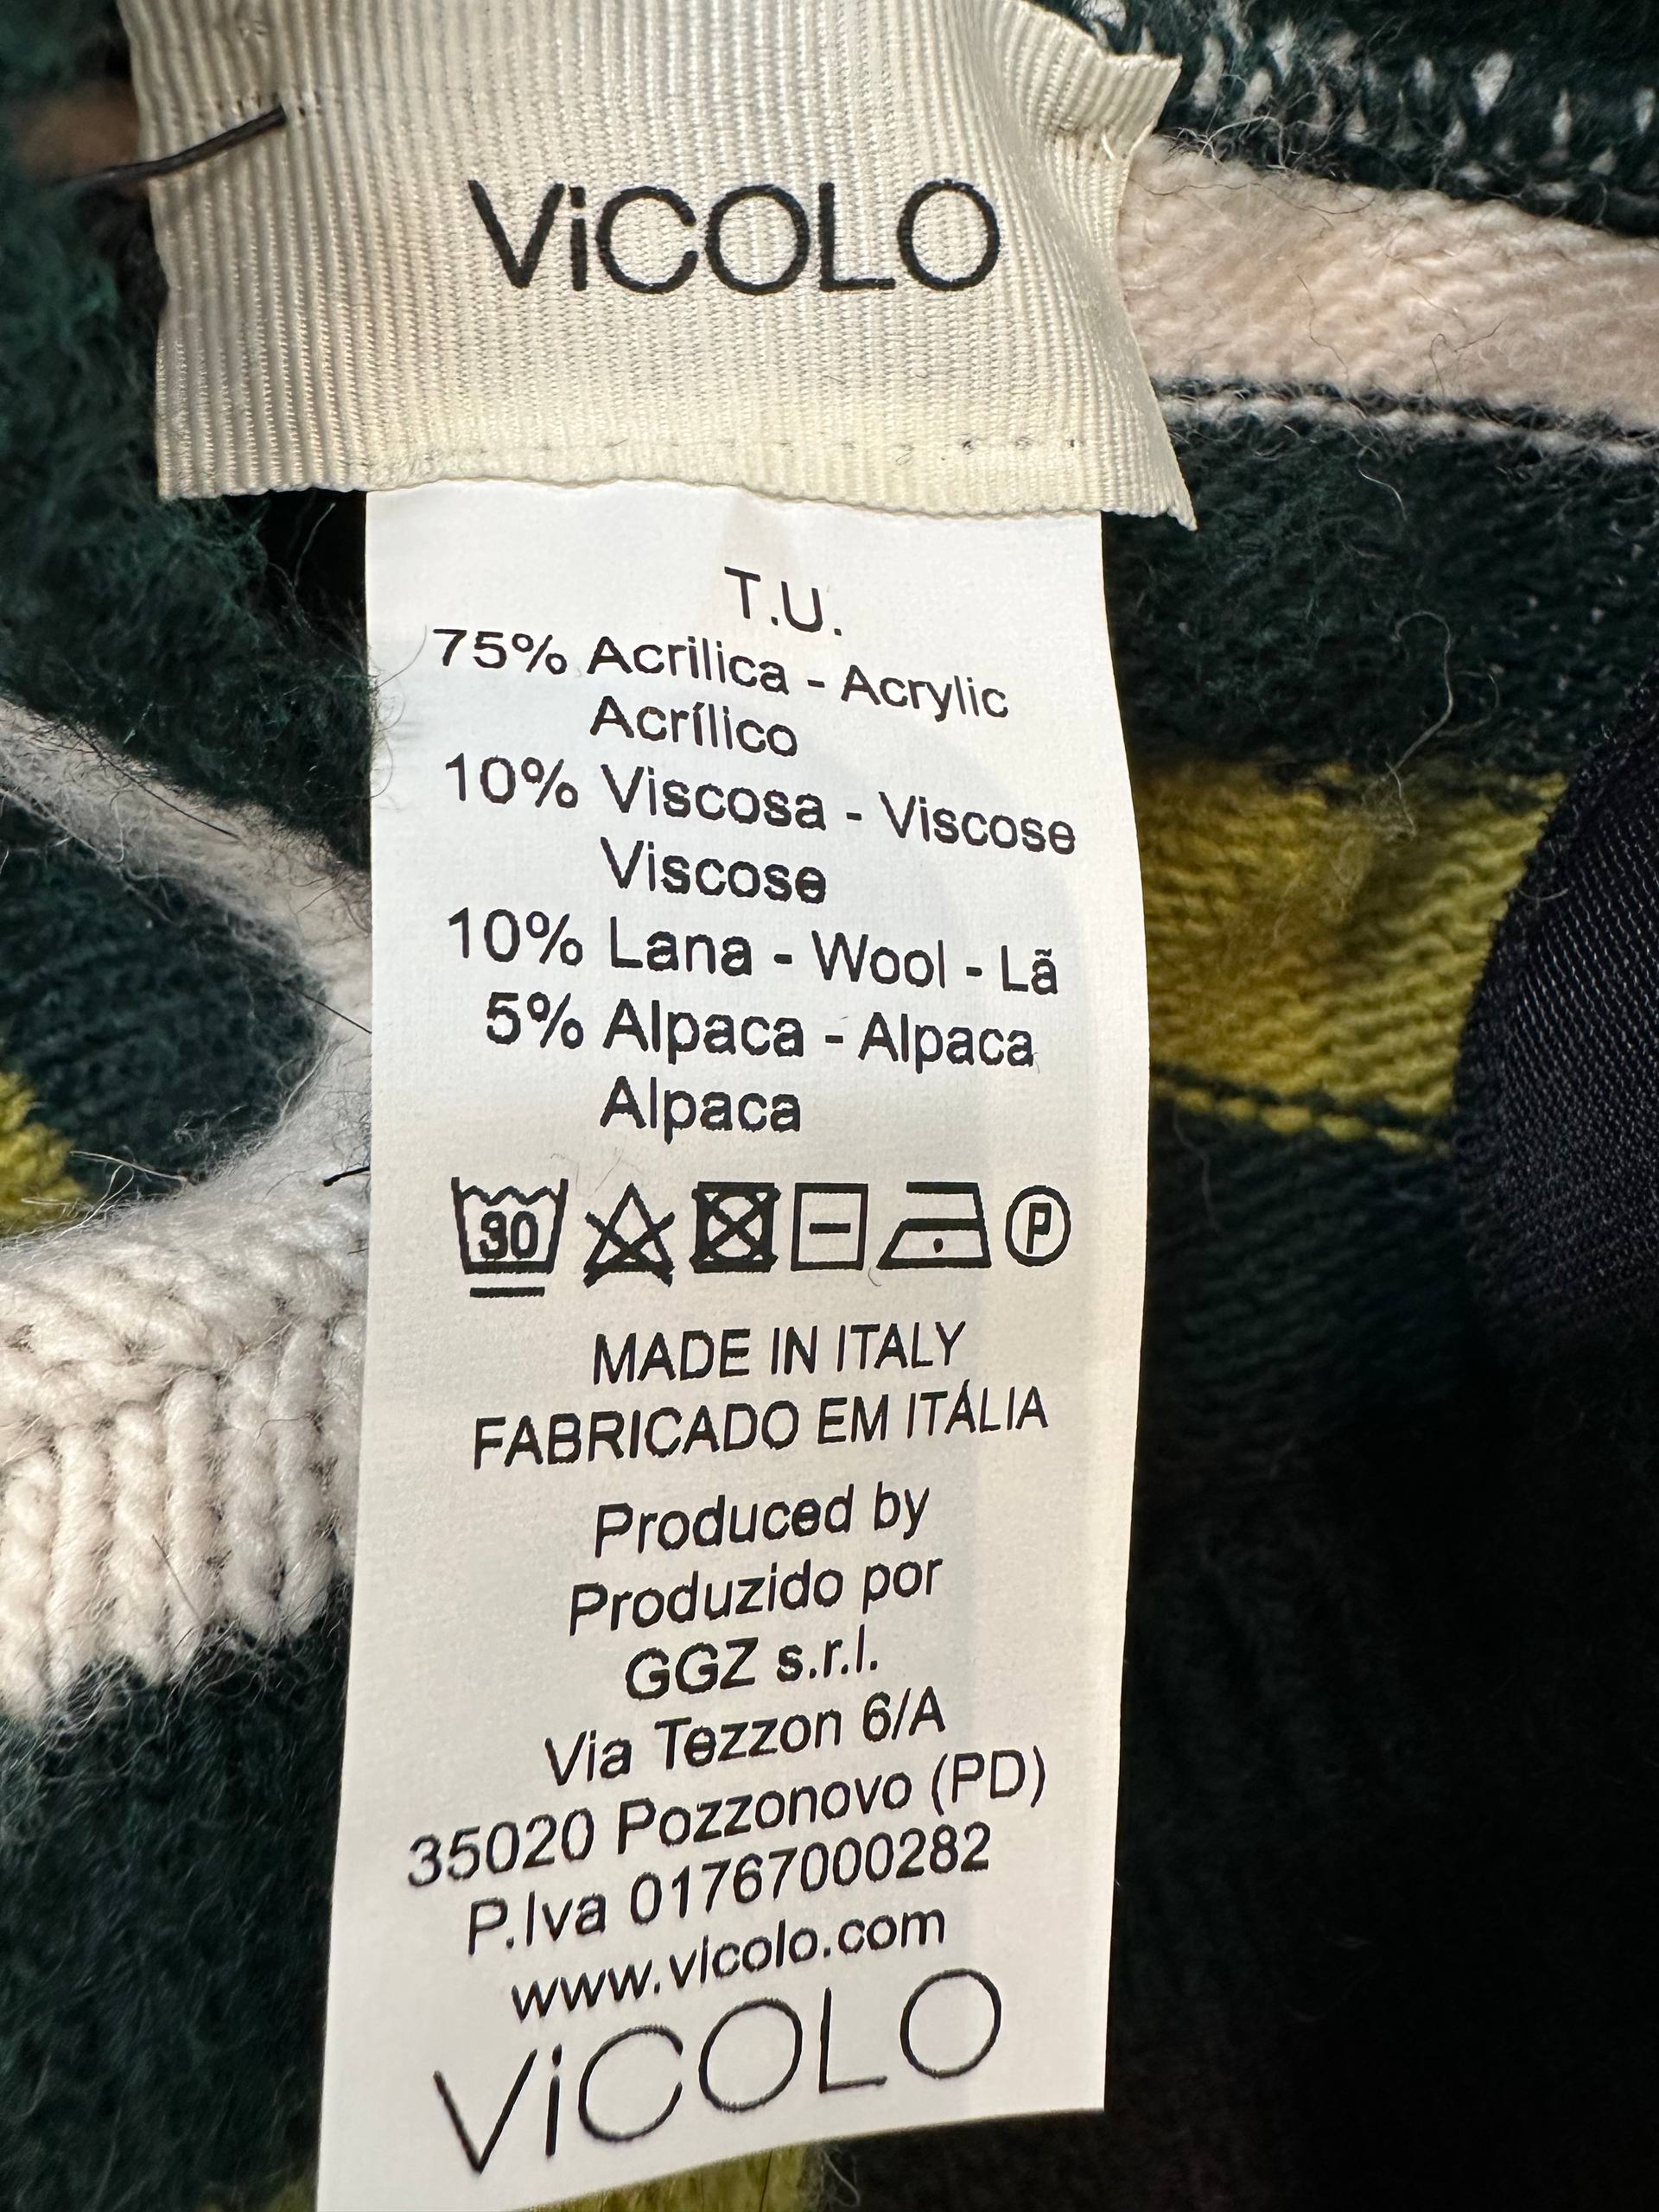 ViCOLO
T.U.
75% Acrilica - Acrylic
Acrílico
10% Viscosa - Viscose
Viscose
10% Lana - Wool - Lã
5% Alpaca - Alpaca
Alpaca
30 P
MADE IN ITALY
FABRICADO EM ITÁLIA
Produced by
Produzido por
GGZ s.r.l.
Via Tezzon 6/A
35020 Pozzonovo (PD)
P.Iva 01767000282
www.vicolo.com
ViCOLO